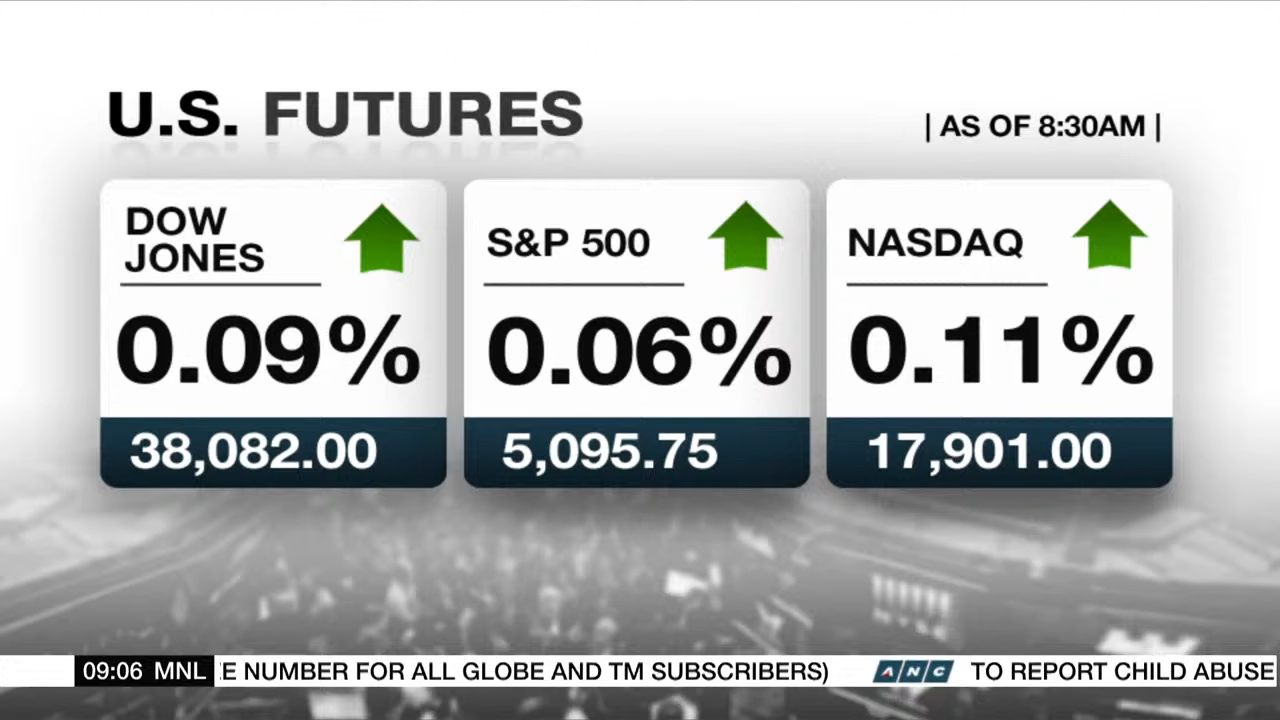 U.S. FUTURES
| AS OF 8:30AM |
DOW
JONES
0.09%
38,082.00
S&P 500
0.06%
5,095.75
NASDAQ
0.11%
17,901.00
09:06 MNL
E NUMBER FOR ALL GLOBE AND TM SUBSCRIBERS) ANC TO REPORT CHILD ABUSE